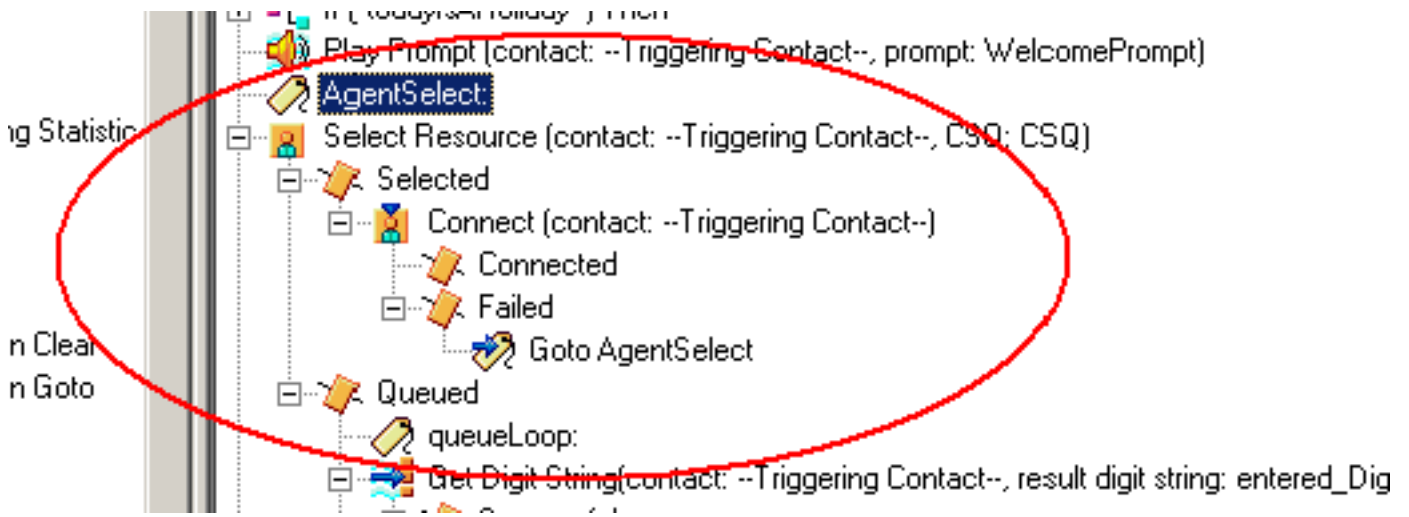 Play Prompt (contact: --Triggering Contact--, prompt: WelcomePrompt)
AgentSelect:
ng Statistic
Select Resource (contact: --Triggering Contact--, CSQ: CSQ)
Selected
Connect (contact: --Triggering Contact--)
Connected
Failed
n Clear
Goto AgentSelect
n Goto
Queued
queueLoop:
Get Digit String(contact: --Triggering Contact--, result digit string: entered_Dig